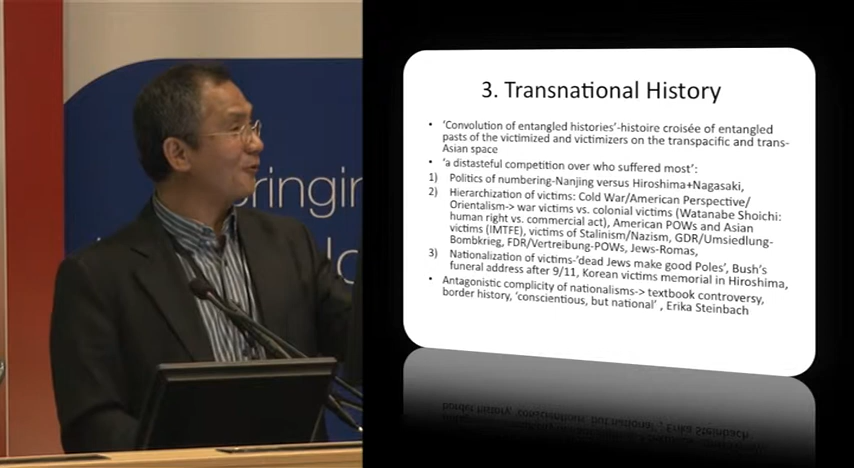 3. Transnational History
• 'Convolution of entangled histories'-histoire croisée of entangled
pasts of the victimized and victimizers on the transpacific and trans-
Asian space
• 'a distasteful competition over who suffered most':
1) Politics of numbering-Nanjing versus Hiroshima+Nagasaki,
2) Hierarchization of victims: Cold War/American Perspective/
Orientalism-> war victims vs. colonial victims (Watanabe Shoichi:
human right vs. commercial act), American POWs and Asian
victims (IMTFE), victims of Stalinism/Nazism, GDR/Umsiedlung-
Bombkrieg, FDR/Vertreibung-POWs, Jews-Romas,
3) Nationalization of victims-'dead Jews make good Poles', Bush's
funeral address after 9/11, Korean victims memorial in Hiroshima,
• Antagonistic complicity of nationalisms-> textbook controversy,
border history, 'conscientious, but national' , Erika Steinbach
ringin